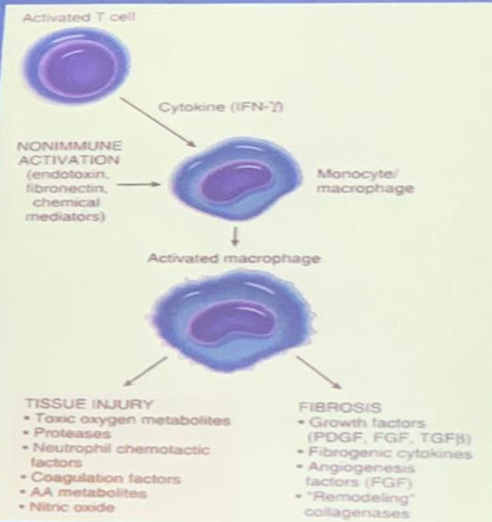 Activated T cell
Cytokine (IFN-γ)
NONIMMUNE
ACTIVATION
(endotoxin,
fibronectin,
chemical
mediators)
Monocyte/
macrophage
Activated macrophage
TISSUE INJURY
• Toxic oxygen metabolites
• Proteases
• Neutrophil chemotactic
factors
• Coagulation factors
• AA metabolites
• Nitric oxide
FIBROSIS
• Growth factors
(PDGF, FGF, TGFβ)
• Fibrogenic cytokines
• Angiogenesis
factors (FGF)
• "Remodeling"
collagenases